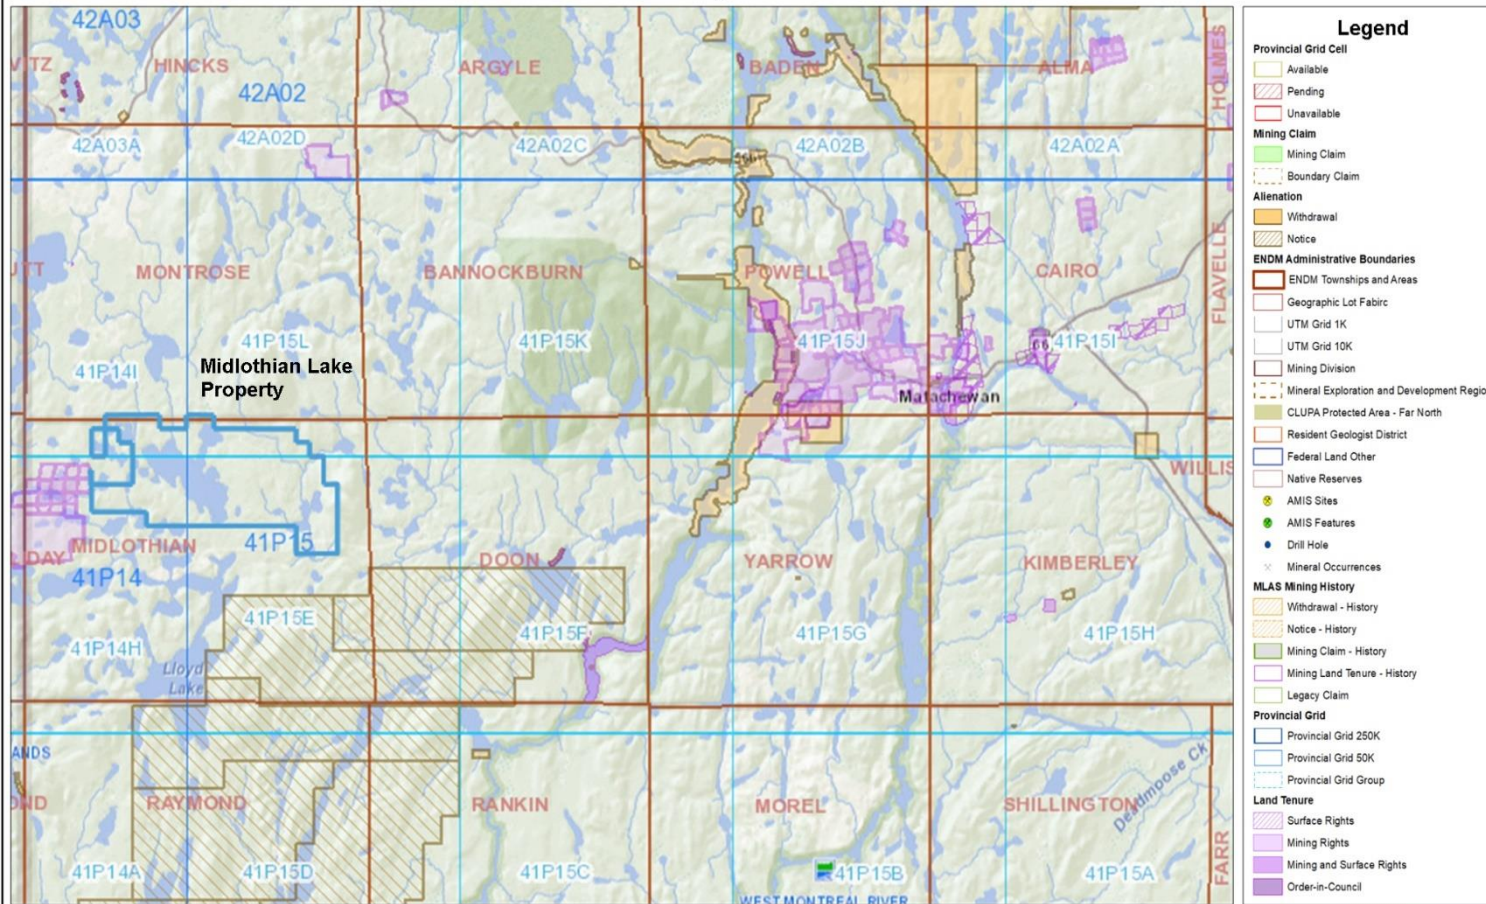 42A03
HINCKS
ARGYLE
BADEN
ALMA
HOLMES
42A02
42A03A
42A02D
42A02C
42A02B
42A02A
MONTROSE
BANNOCKBURN
POWELL
CAIRO
FLAVELLE
41P14I
41P15L
41P15K
41P15J
41P15I
66
Midlothian Lake
Property
Matachewan
WILLIS
MIDLOTHIAN
41P15
DAY
41P14
DOON
YARROW
KIMBERLEY
41P14H
41P15E
41P15F
41P15G
41P15H
Lloyd
Lake
ANDS
OND
RAYMOND
RANKIN
MOREL
SHILLINGTON
Deadmoose Ck
FARR
41P14A
41P15D
41P15C
41P15B
41P15A
WEST MONTREAL RIVER
Legend
Provincial Grid Cell
Available
Pending
Unavailable
Mining Claim
Mining Claim
Boundary Claim
Alienation
Withdrawal
Notice
ENDM Administrative Boundaries
ENDM Townships and Areas
Geographic Lot Fabirc
UTM Grid 1K
UTM Grid 10K
Mining Division
Mineral Exploration and Development Regio
CLUPA Protected Area - Far North
Resident Geologist District
Federal Land Other
Native Reserves
AMIS Sites
AMIS Features
Drill Hole
Mineral Occurrences
MLAS Mining History
Withdrawal - History
Notice - History
Mining Claim - History
Mining Land Tenure - History
Legacy Claim
Provincial Grid
Provincial Grid 250K
Provincial Grid 50K
Provincial Grid Group
Land Tenure
Surface Rights
Mining Rights
Mining and Surface Rights
Order-in-Council